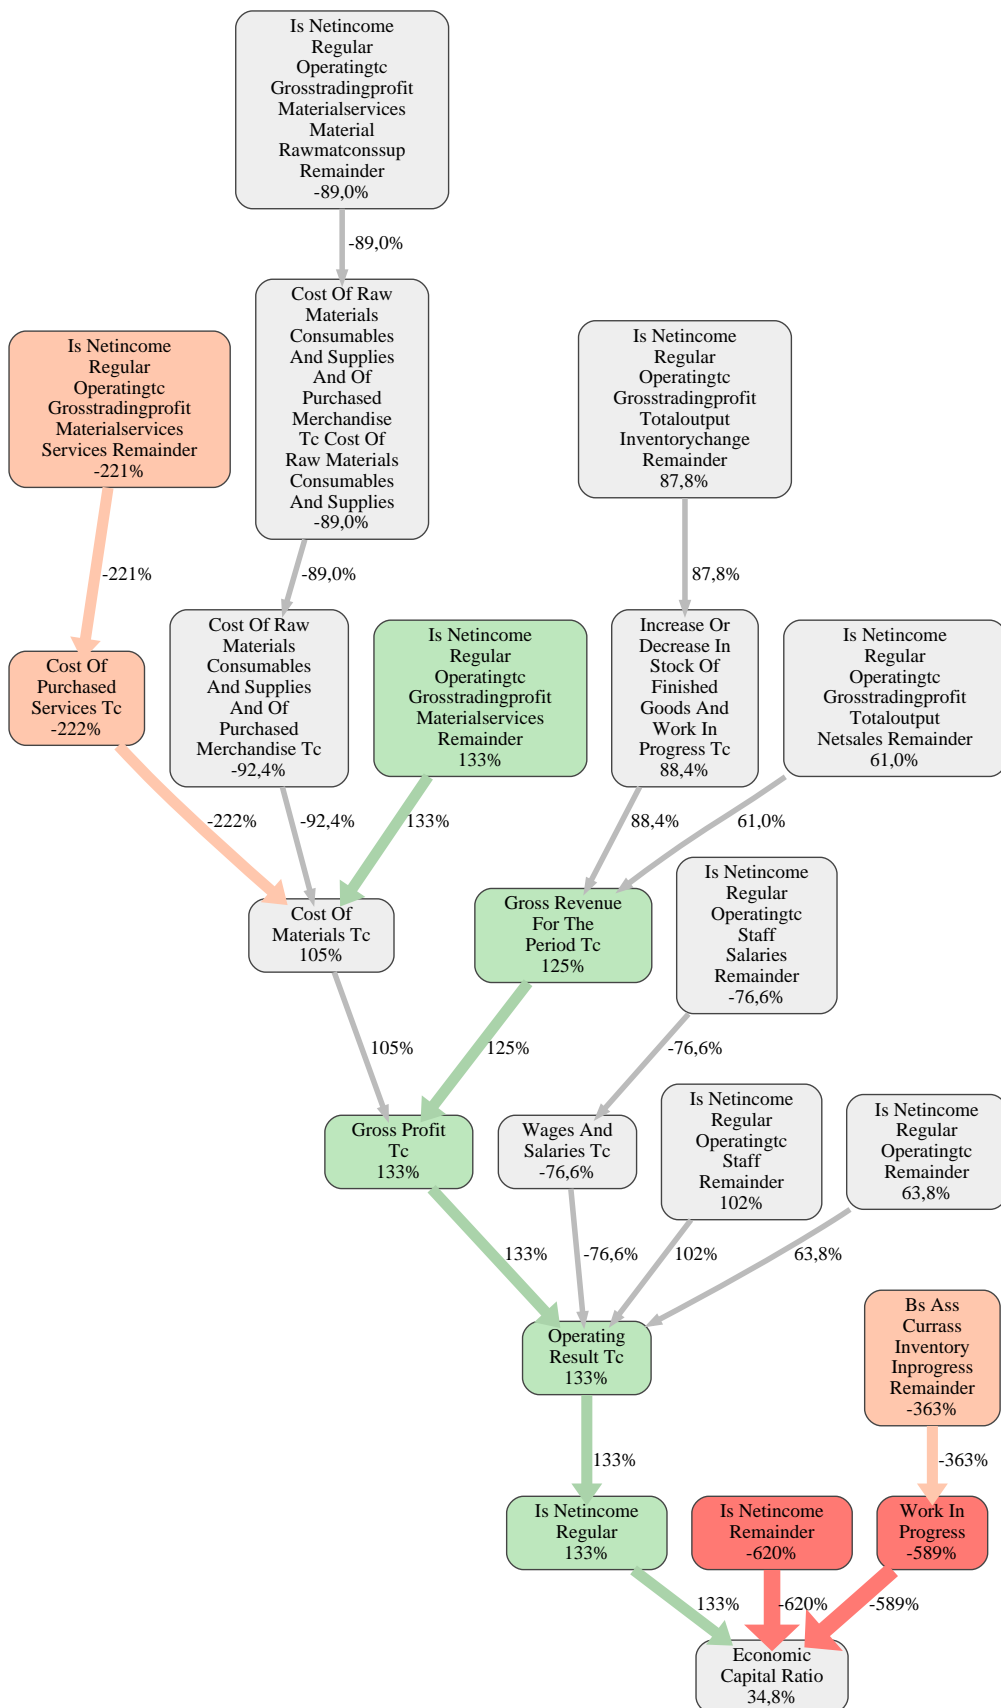 Is Netincome
Regular
Operatingtc
Grosstradingprofit
Materialservices
Material
Rawmatconssup
Remainder
-89,0%
-89,0%
Cost Of Raw
Materials
Consumables
And Supplies
And Of
Purchased
Merchandise
Tc Cost Of
Raw Materials
Consumables
And Supplies
-89,0%
Is Netincome
Regular
Operatingtc
Grosstradingprofit
Materialservices
Services Remainder
-221%
Is Netincome
Regular
Operatingtc
Grosstradingprofit
Totaloutput
Inventorychange
Remainder
87,8%
-221%
-89,0%
87,8%
Cost Of
Purchased
Services Tc
-222%
Cost Of Raw
Materials
Consumables
And Supplies
And Of
Purchased
Merchandise Tc
-92,4%
Is Netincome
Regular
Operatingtc
Grosstradingprofit
Materialservices
Remainder
133%
Increase Or
Decrease In
Stock Of
Finished
Goods And
Work In
Progress Tc
88,4%
Is Netincome
Regular
Operatingtc
Grosstradingprofit
Totaloutput
Netsales Remainder
61,0%
-222%
-92,4%
133%
88,4%
61,0%
Cost Of
Materials Tc
105%
Gross Revenue
For The
Period Tc
125%
Is Netincome
Regular
Operatingtc
Staff
Salaries
Remainder
-76,6%
105%
125%
-76,6%
Gross Profit
Tc
133%
Wages And
Salaries Tc
-76,6%
Is Netincome
Regular
Operatingtc
Staff
Remainder
102%
Is Netincome
Regular
Operatingtc
Remainder
63,8%
133%
-76,6%
102%
63,8%
Operating
Result Tc
133%
Bs Ass
Currass
Inventory
Inprogress
Remainder
-363%
133%
-363%
Is Netincome
Regular
133%
Is Netincome
Remainder
-620%
Work In
Progress
-589%
133%
-620%
-589%
Economic
Capital Ratio
34,8%